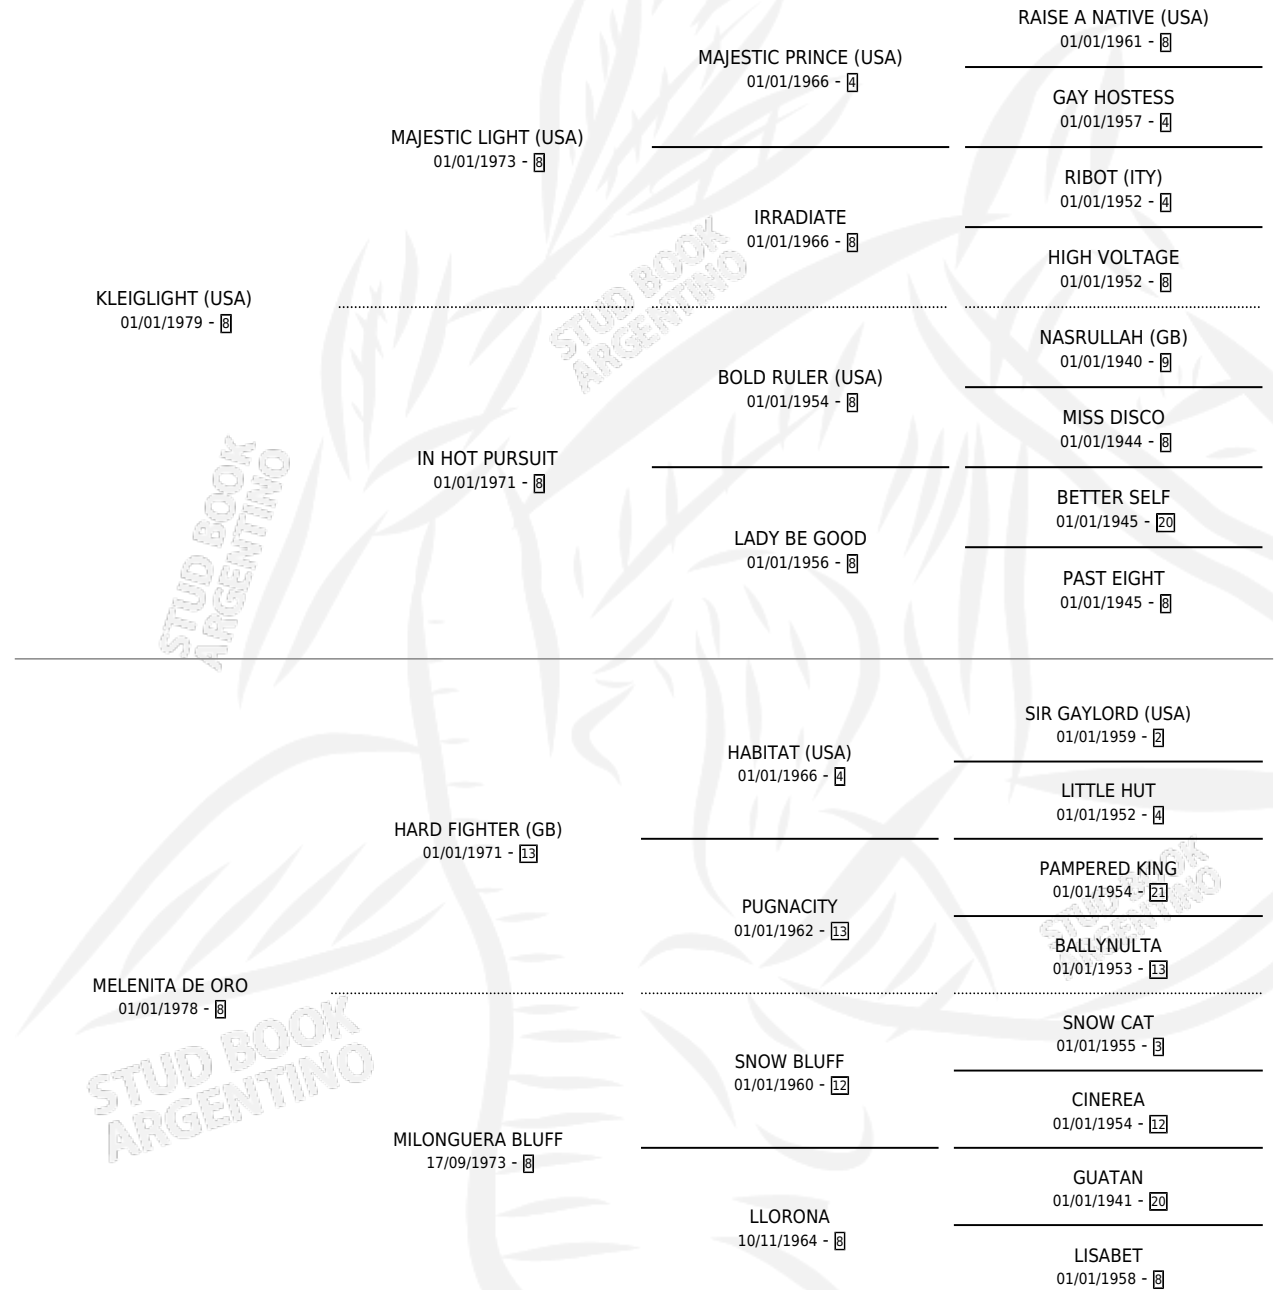 RAISE A NATIVE (USA)
01/01/1961 - 8
MAJESTIC PRINCE (USA)
01/01/1966 - 4
GAY HOSTESS
01/01/1957 - 4
MAJESTIC LIGHT (USA)
01/01/1973 - 8
RIBOT (ITY)
01/01/1952 - 4
IRRADIATE
01/01/1966 - 8
HIGH VOLTAGE
01/01/1952 - 8
KLEIGLIGHT (USA)
01/01/1979 - 8
NASRULLAH (GB)
01/01/1940 - 9
BOLD RULER (USA)
01/01/1954 - 8
MISS DISCO
01/01/1944 - 8
IN HOT PURSUIT
01/01/1971 - 8
BETTER SELF
01/01/1945 - 20
LADY BE GOOD
01/01/1956 - 8
PAST EIGHT
01/01/1945 - 8
SIR GAYLORD (USA)
01/01/1959 - 2
HABITAT (USA)
01/01/1966 - 4
LITTLE HUT
01/01/1952 - 4
HARD FIGHTER (GB)
01/01/1971 - 13
PAMPERED KING
01/01/1954 - 21
PUGNACITY
01/01/1962 - 13
BALLYNULTA
01/01/1953 - 13
MELENITA DE ORO
01/01/1978 - 8
SNOW CAT
01/01/1955 - 3
SNOW BLUFF
01/01/1960 - 12
CINEREA
01/01/1954 - 12
MILONGUERA BLUFF
17/09/1973 - 8
GUATAN
01/01/1941 - 20
LLORONA
10/11/1964 - 8
LISABET
01/01/1958 - 8
STUD BOOK
ARGENTINO
STUD BOOK
ARGENTINO
STUD BOOK
ARGENTINO
STUD BOOK
ARGENTINO